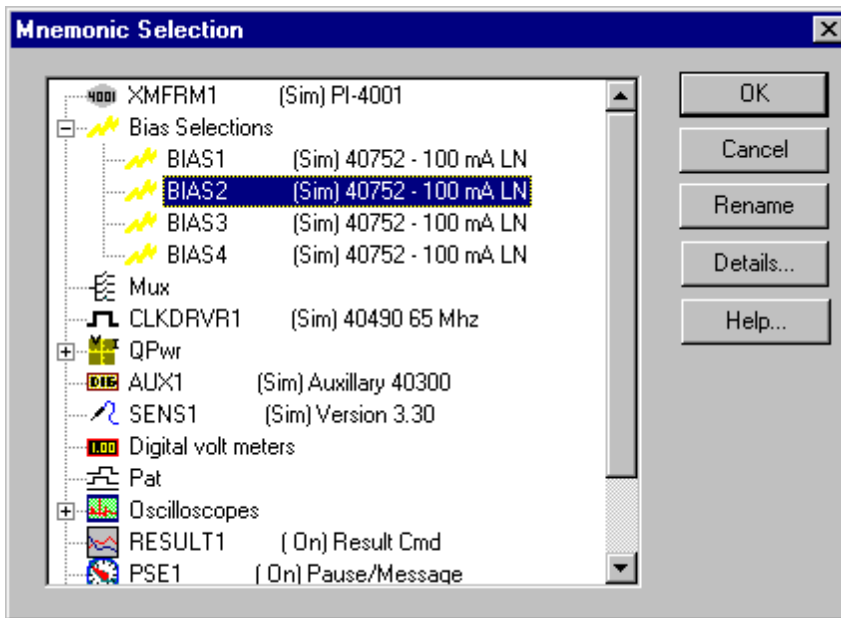 Mnemonic Selection
4001 XMFRM1 (Sim) PI-4001
Bias Selections
BIAS1 (Sim) 40752 - 100 mA LN
BIAS2 (Sim) 40752 - 100 mA LN
BIAS3 (Sim) 40752 - 100 mA LN
BIAS4 (Sim) 40752 - 100 mA LN
Mux
CLKDRVR1 (Sim) 40490 65 Mhz
QPwr
DIG AUX1 (Sim) Auxillary 40300
SENS1 (Sim) Version 3.30
1.00 Digital volt meters
Pat
Oscilloscopes
RESULT1 ( On) Result Cmd
PSE1 ( On) Pause/Message
OK
Cancel
Rename
Details...
Help...